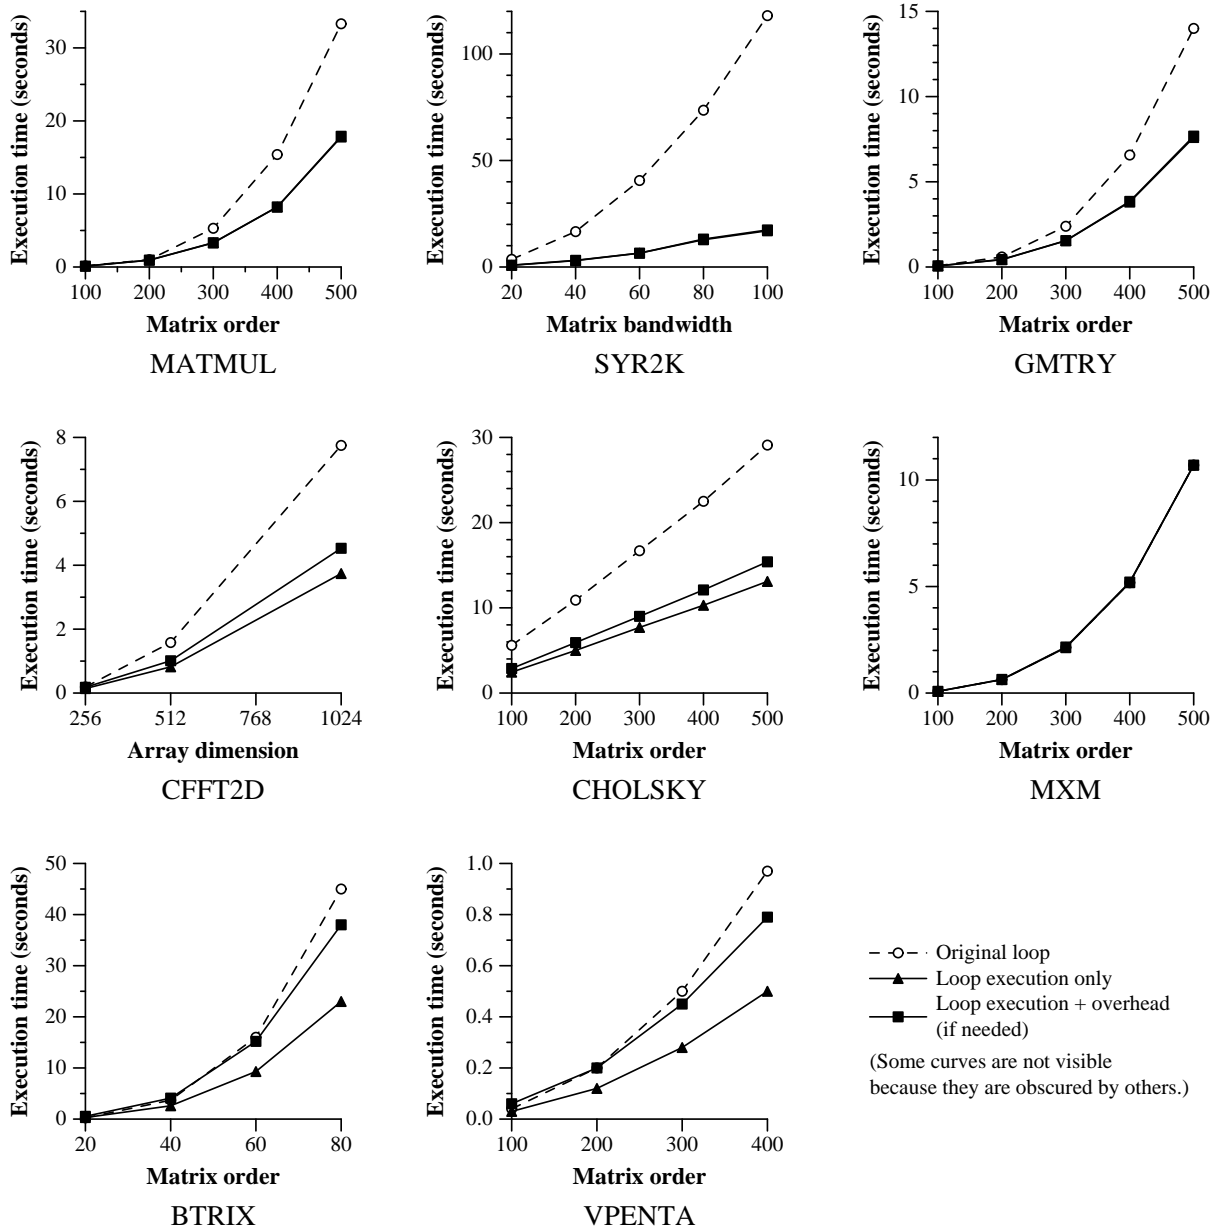 Execution time (seconds)
30
20
10
0
100 200 300 400 500
Matrix order
MATMUL
Execution time (seconds)
100
50
0
20 40 60 80 100
Matrix bandwidth
SYR2K
Execution time (seconds)
15
10
5
0
100 200 300 400 500
Matrix order
GMTRY
Execution time (seconds)
8
6
4
2
0
256 512 768 1024
Array dimension
CFFT2D
Execution time (seconds)
30
20
10
0
100 200 300 400 500
Matrix order
CHOLSKY
Execution time (seconds)
10
5
0
100 200 300 400 500
Matrix order
MXM
Execution time (seconds)
50
40
30
20
10
0
20 40 60 80
Matrix order
BTRIX
Execution time (seconds)
1.0
0.8
0.6
0.4
0.2
0.0
100 200 300 400
Matrix order
VPENTA
Original loop
Loop execution only
Loop execution + overhead
(if needed)
(Some curves are not visible
because they are obscured by others.)